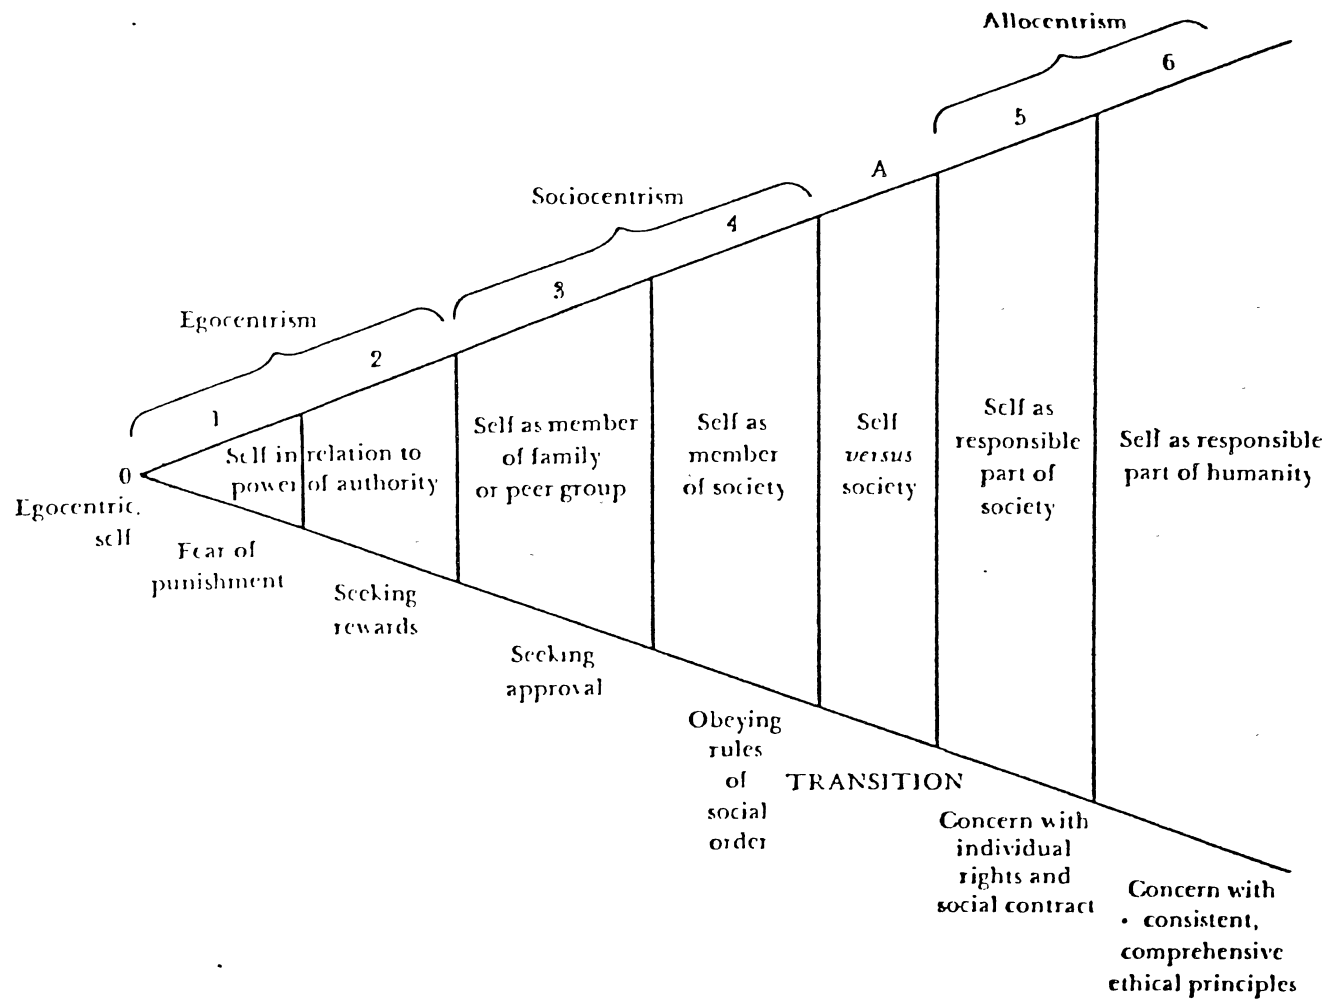 Allocentrism
6
5
A
Sociocentrism
4
3
Egocentrism
2
1
0
Egocentric
self
Self in relation to
power of authority
Self as member
of family
or peer group
Self as
member
of society
Self
versus
society
Self as
responsible
part of
society
Self as responsible
part of humanity
Fear of
punishment
Seeking
rewards
Seeking
approval
Obeying
rules
of
social
order
TRANSITION
Concern with
individual
rights and
social contract
Concern with
consistent,
comprehensive
ethical principles